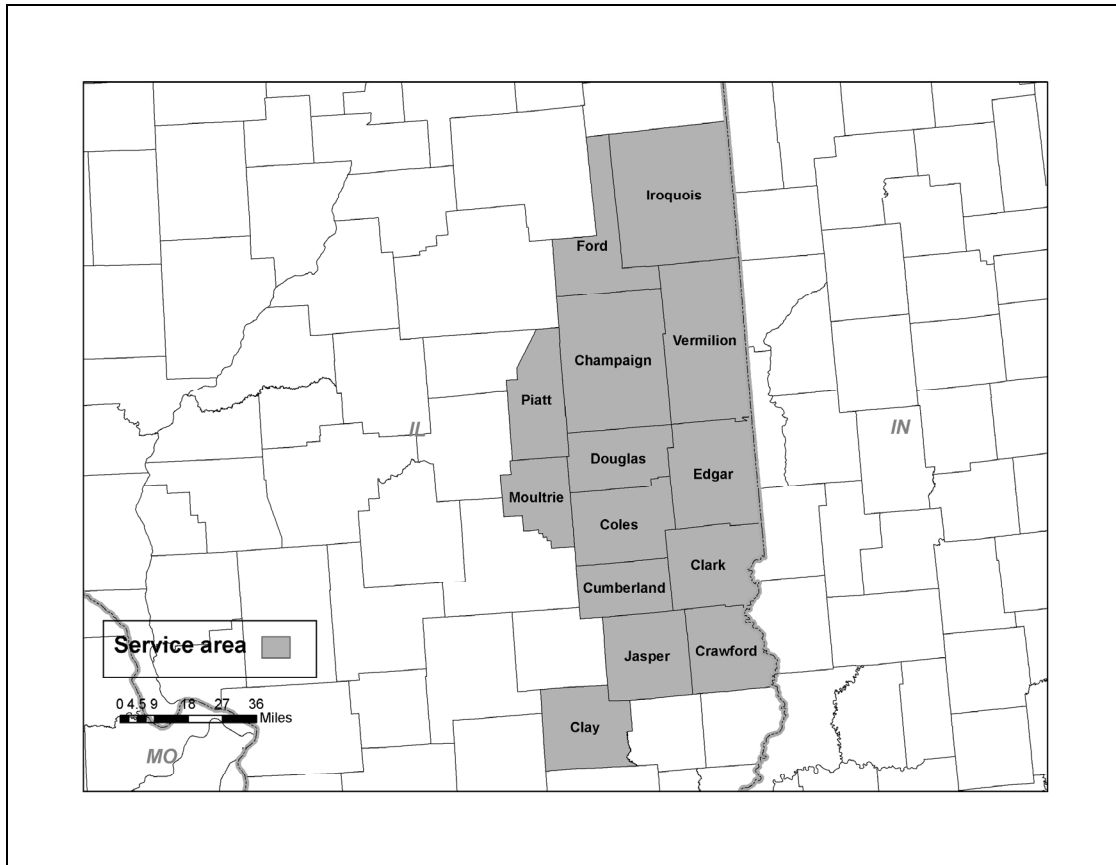 Iroquois
Ford
Vermilion
Champaign
Piatt
IL
IN
Douglas
Edgar
Moultrie
Coles
Clark
Cumberland
Service area
Crawford
Jasper
0 4.5 9 18 27 36
Miles
Clay
MO